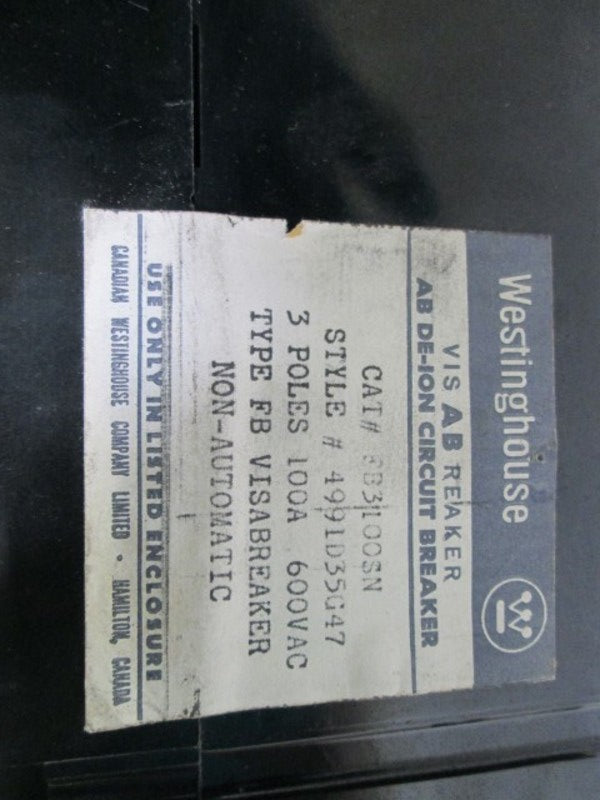 Westinghouse
VIS AB REAKER
AB DE-ION CIRCUIT BREAKER
CAT# FB3100SN
STYLE # 4991D35G47
3 POLES 100A 600VAC
TYPE FB VISABREAKER
NON-AUTOMATIC
USE ONLY IN LISTED ENCLOSURE
CANADIAN WESTINGHOUSE COMPANY LIMITED • HAMILTON, CANADA